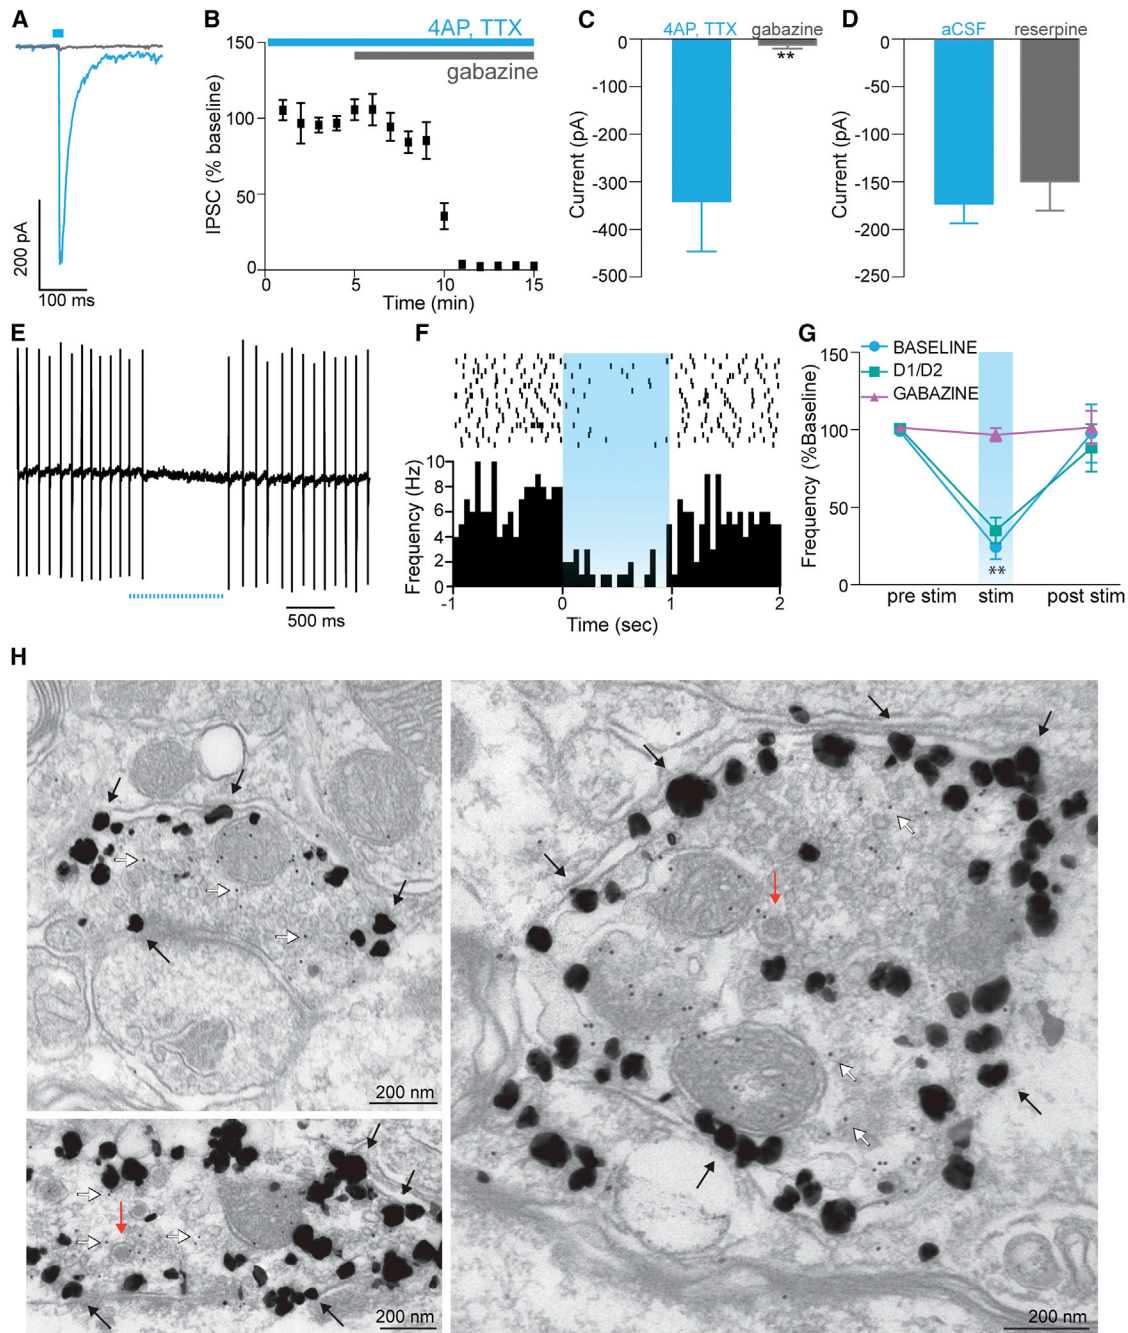 A
200 pA
100 ms
B
4AP, TTX
gabazine
150
100
50
0
IPSC (% baseline)
0
5
10
15
Time (min)
C
4AP, TTX
gabazine
0
-100
-200
-300
-400
-500
Current (pA)
**
D
aCSF
reserpine
0
-50
-100
-150
-200
-250
Current (pA)
E
500 ms
F
10
8
6
4
2
0
Frequency (Hz)
-1
0
1
2
Time (sec)
G
BASELINE
D1/D2
GABAZINE
150
100
50
0
Frequency (%Baseline)
**
pre stim
stim
post stim
H
200 nm
200 nm
200 nm